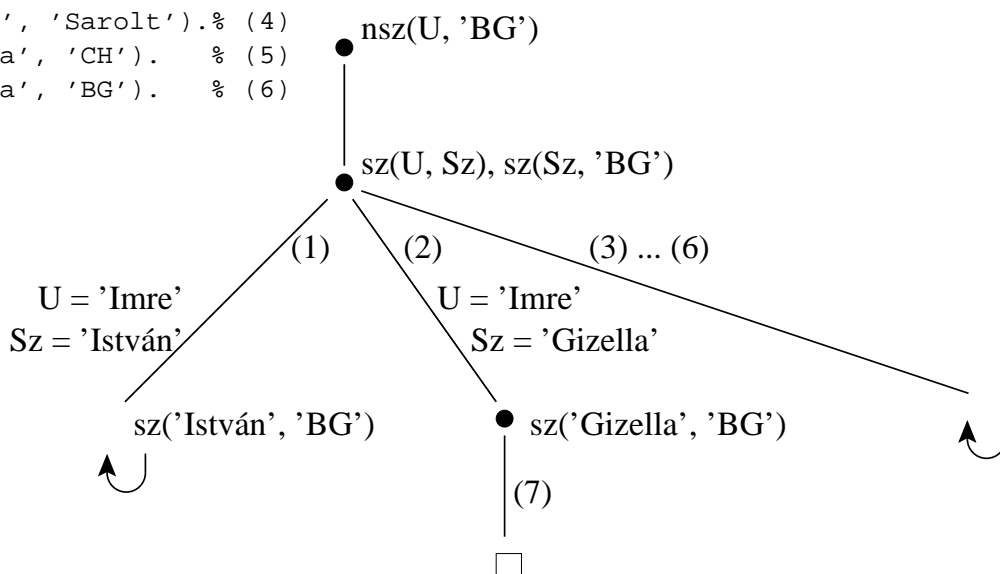 ', 'Sarolt').% (4)
a', 'CH'). % (5)
a', 'BG'). % (6)
nsz(U, 'BG')
sz(U, Sz), sz(Sz, 'BG')
(1)
(2)
(3) ... (6)
U = 'Imre'
Sz = 'István'
U = 'Imre'
Sz = 'Gizella'
sz('István', 'BG')
sz('Gizella', 'BG')
(7)